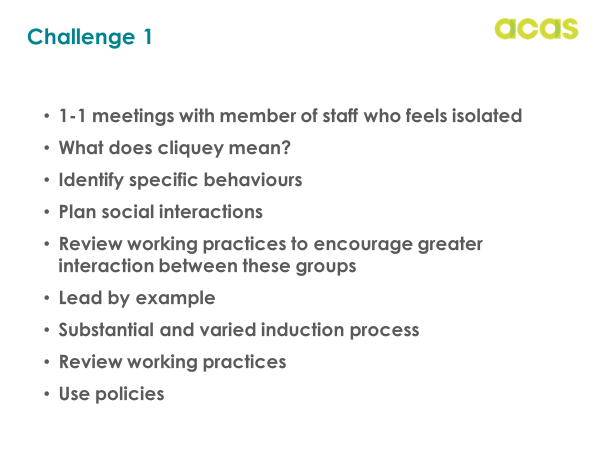 Challenge 1
acas
• 1-1 meetings with member of staff who feels isolated
• What does cliquey mean?
• Identify specific behaviours
• Plan social interactions
• Review working practices to encourage greater
interaction between these groups
• Lead by example
• Substantial and varied induction process
• Review working practices
• Use policies